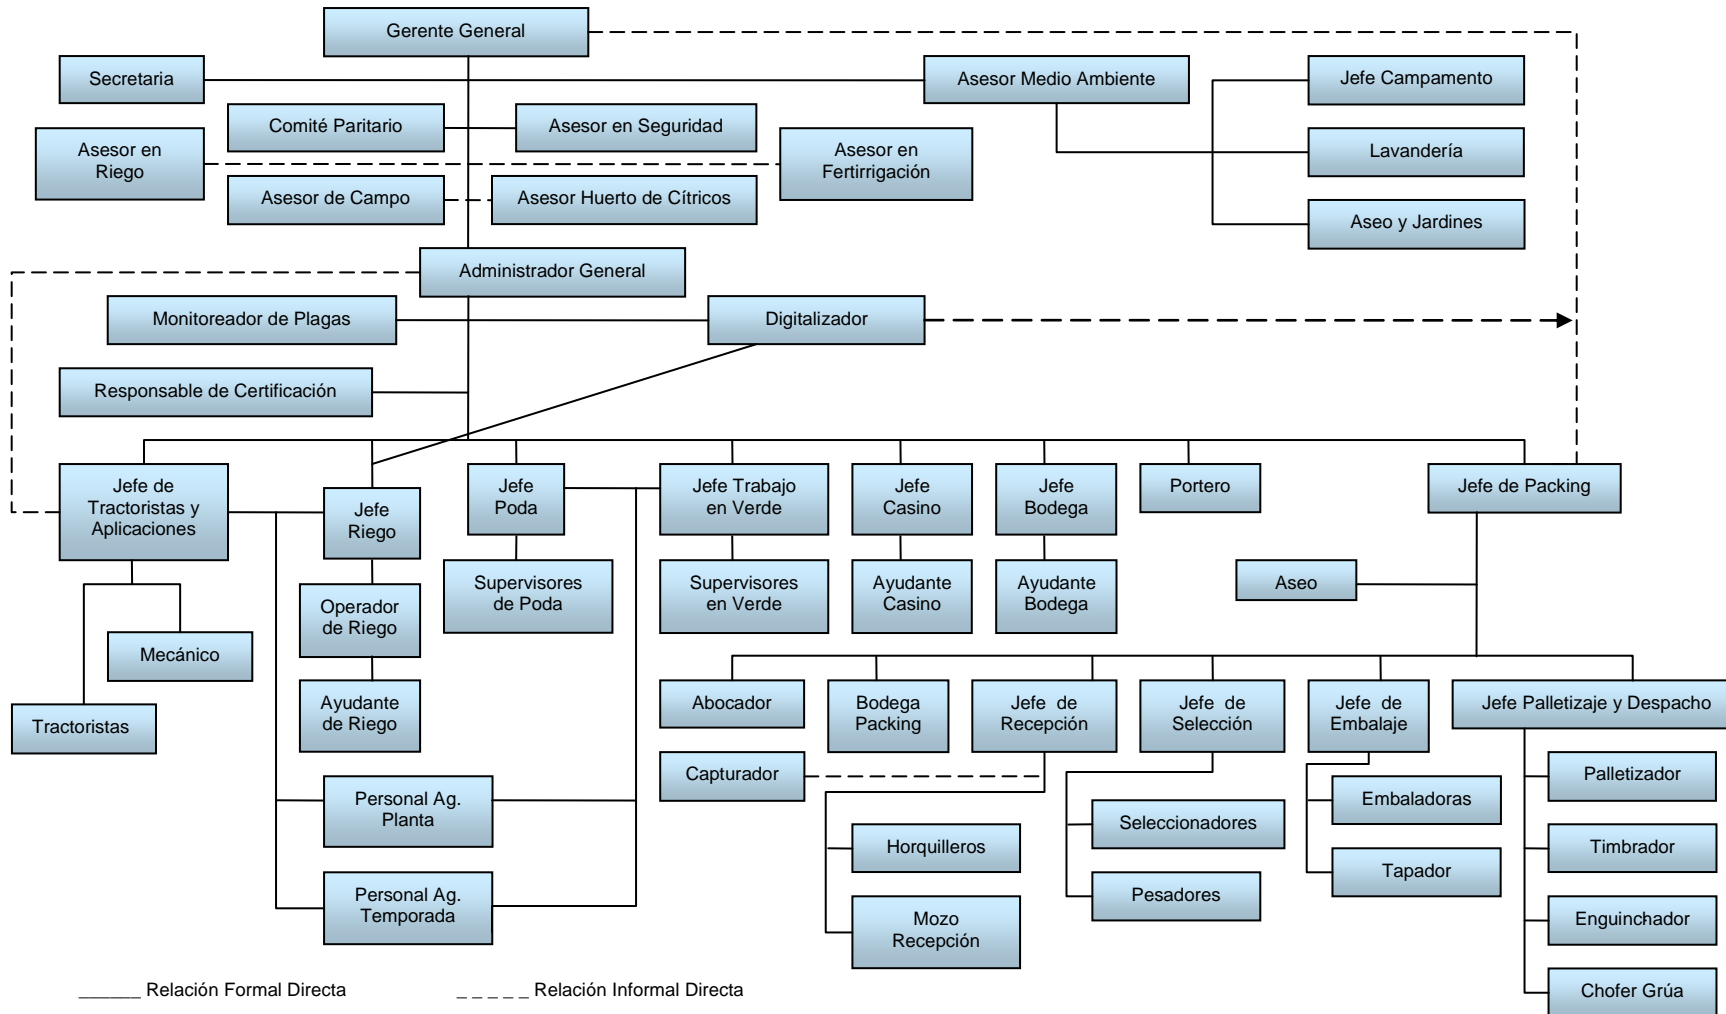 Gerente General
Secretaria
Asesor Medio Ambiente
Jefe Campamento
Comité Paritario
Asesor en Seguridad
Asesor en
Riego
Asesor en
Fertirrigación
Lavandería
Asesor de Campo
Asesor Huerto de Cítricos
Aseo y Jardines
Administrador General
Monitoreador de Plagas
Digitalizador
Responsable de Certificación
Jefe de
Tractoristas y
Aplicaciones
Jefe
Riego
Jefe
Poda
Jefe Trabajo
en Verde
Jefe
Casino
Jefe
Bodega
Portero
Jefe de Packing
Supervisores
de Poda
Supervisores
en Verde
Ayudante
Casino
Ayudante
Bodega
Aseo
Operador
de Riego
Mecánico
Ayudante
de Riego
Tractoristas
Abocador
Bodega
Packing
Jefe de
Recepción
Jefe de
Selección
Jefe de
Embalaje
Jefe Palletizaje y Despacho
Capturador
Palletizador
Personal Ag.
Planta
Embaladoras
Seleccionadores
Horquilleros
Timbrador
Tapador
Personal Ag.
Temporada
Pesadores
Mozo
Recepción
Enguinchador
Chofer Grúa
______ Relación Formal Directa
_ _ _ _ _ Relación Informal Directa